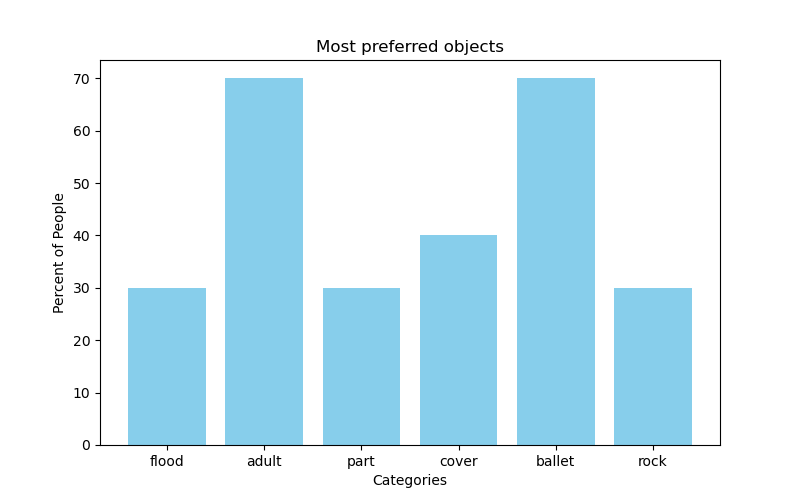 Most preferred objects
Percent of People
70
60
50
40
30
20
10
0
flood adult part cover ballet rock
Categories